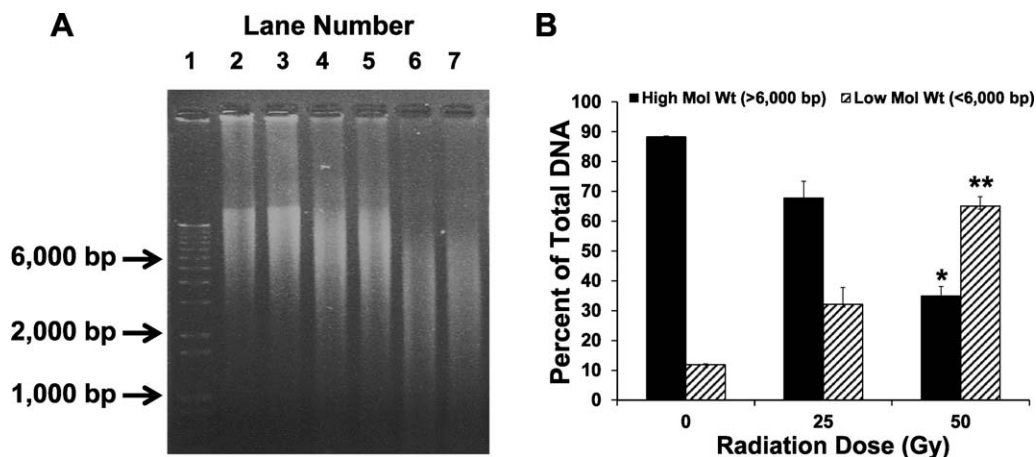 A
Lane Number
1 2 3 4 5 6 7
6,000 bp
2,000 bp
1,000 bp
B
High Mol Wt (>6,000 bp) Low Mol Wt (<6,000 bp)
Percent of Total DNA
100
90
80
70
60
50
40
30
20
10
0
*
**
0 25 50
Radiation Dose (Gy)